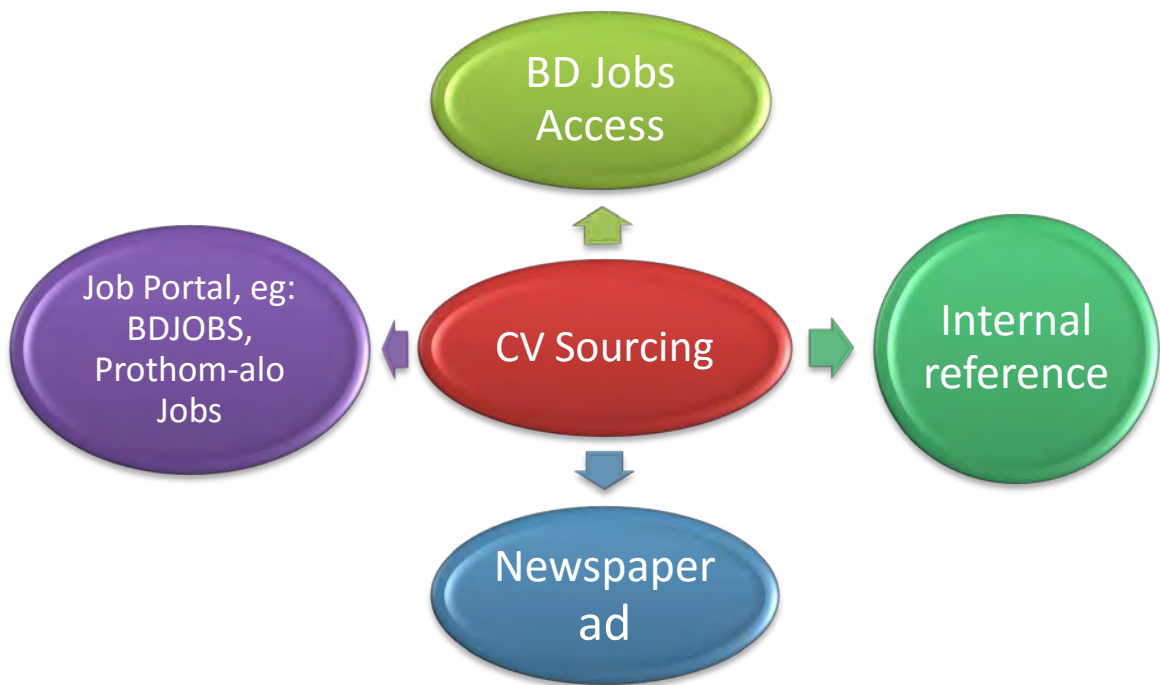 BD Jobs
Access
Job Portal, eg:
BDJOBS,
Prothom-alo
Jobs
CV Sourcing
Internal
reference
Newspaper
ad